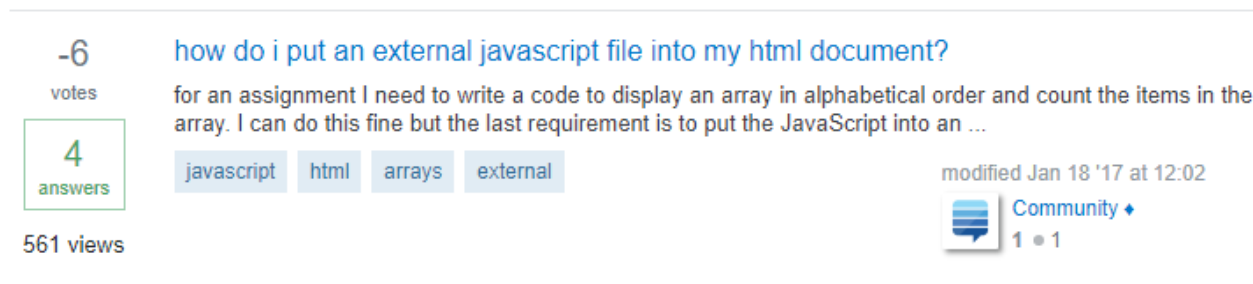 -6
votes
4
answers
561 views
how do i put an external javascript file into my html document?
for an assignment I need to write a code to display an array in alphabetical order and count the items in the
array. I can do this fine but the last requirement is to put the JavaScript into an ...
javascript html arrays external
modified Jan 18 '17 at 12:02
Community ♦
1 ● 1